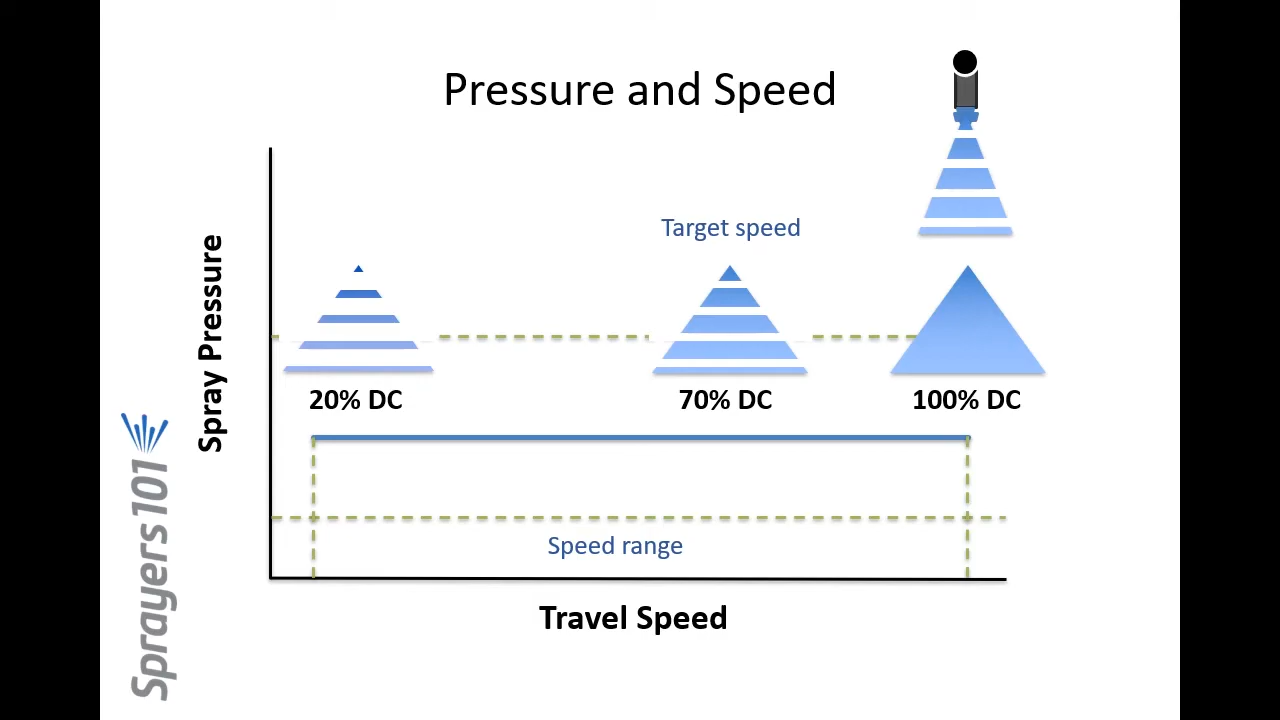 Pressure and Speed
Target speed
Spray Pressure
20% DC
70% DC
100% DC
Speed range
Travel Speed
Sprayers101